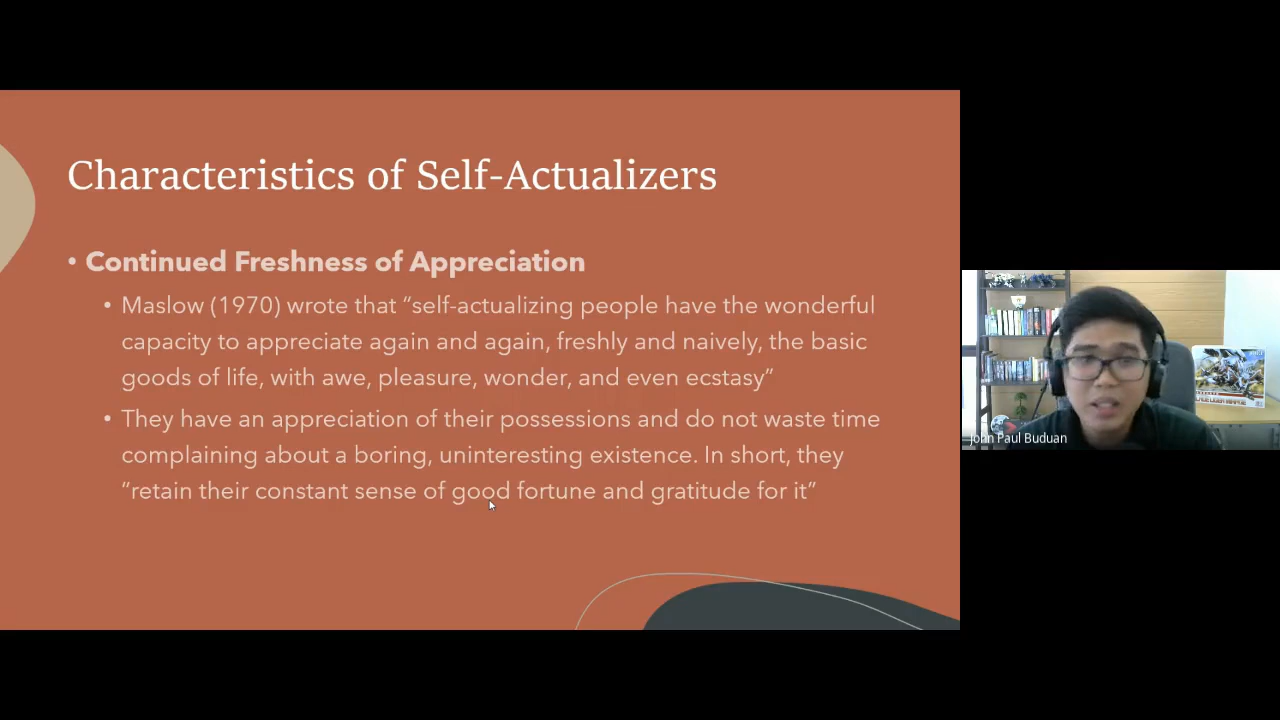 Characteristics of Self-Actualizers
• Continued Freshness of Appreciation
• Maslow (1970) wrote that “self-actualizing people have the wonderful
capacity to appreciate again and again, freshly and naively, the basic
goods of life, with awe, pleasure, wonder, and even ecstasy”
• They have an appreciation of their possessions and do not waste time
complaining about a boring, uninteresting existence. In short, they
“retain their constant sense of good fortune and gratitude for it”
John Paul Buduan